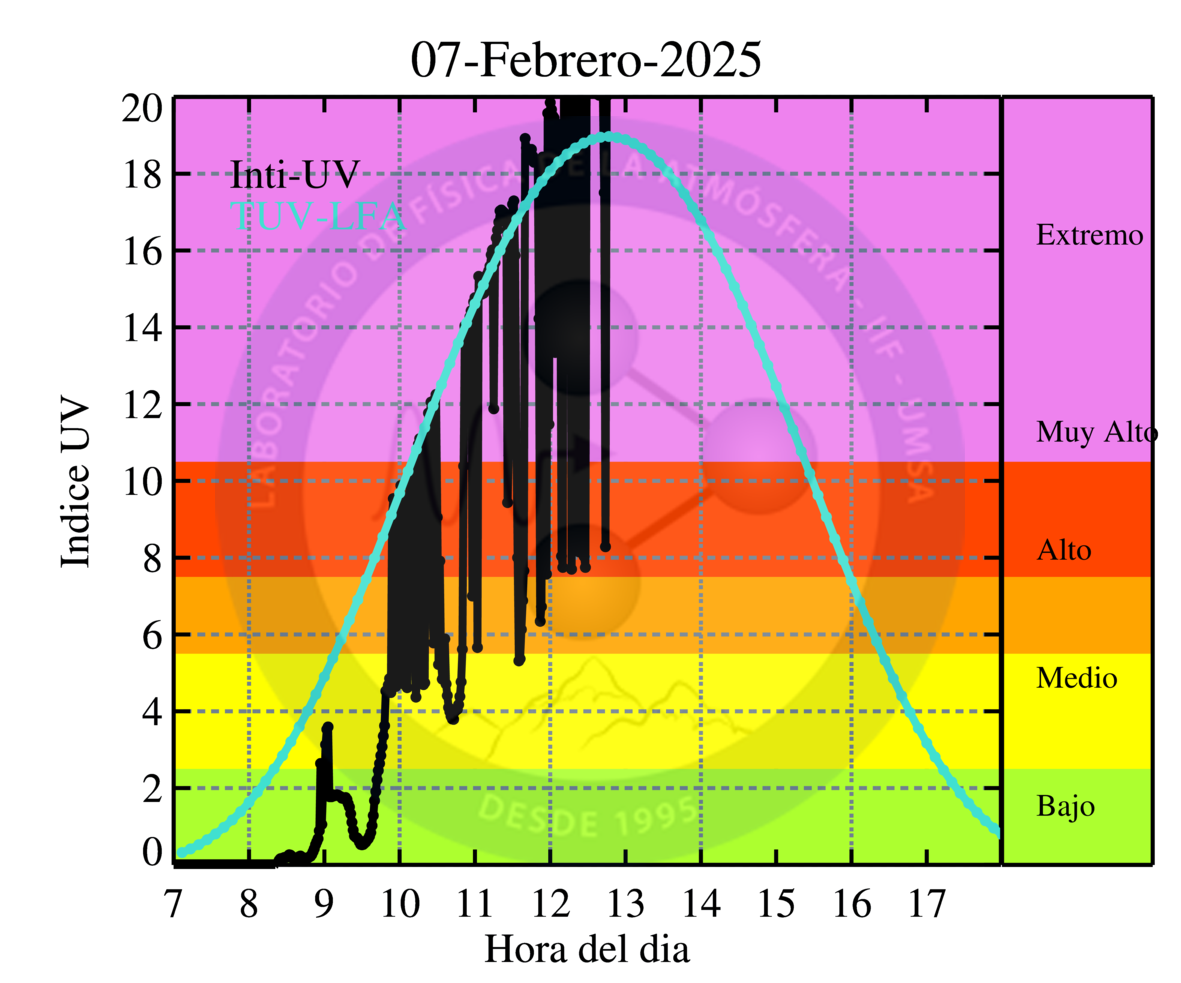 07-Febrero-2025
20
18
16
14
12
10
8
6
4
2
0
Indice UV
Inti-UV
TUV-LFA
LABORATORIO DE FÍSICA DE LA ATMÓSFERA - IIF - UMSA
DESDE 1995
Extremo
Muy Alto
Alto
Medio
Bajo
7 8 9 10 11 12 13 14 15 16 17
Hora del dia